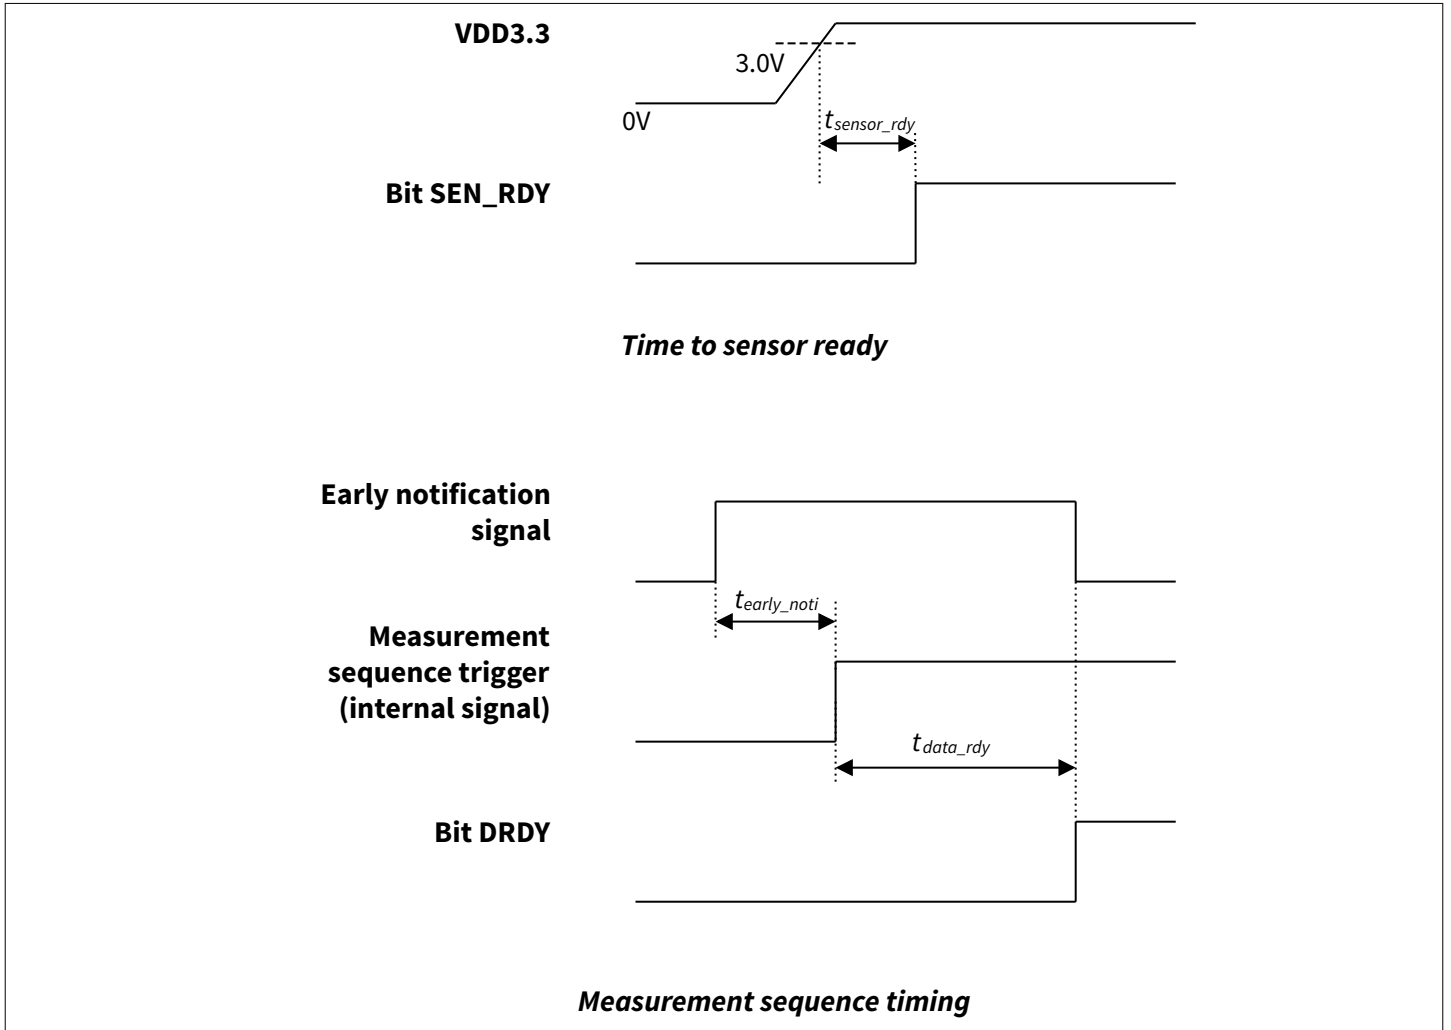 VDD3.3
3.0V
0V
tsensor_rdy
Bit SEN_RDY
Time to sensor ready
Early notification
signal
tearly_noti
Measurement
sequence trigger
(internal signal)
tdata_rdy
Bit DRDY
Measurement sequence timing